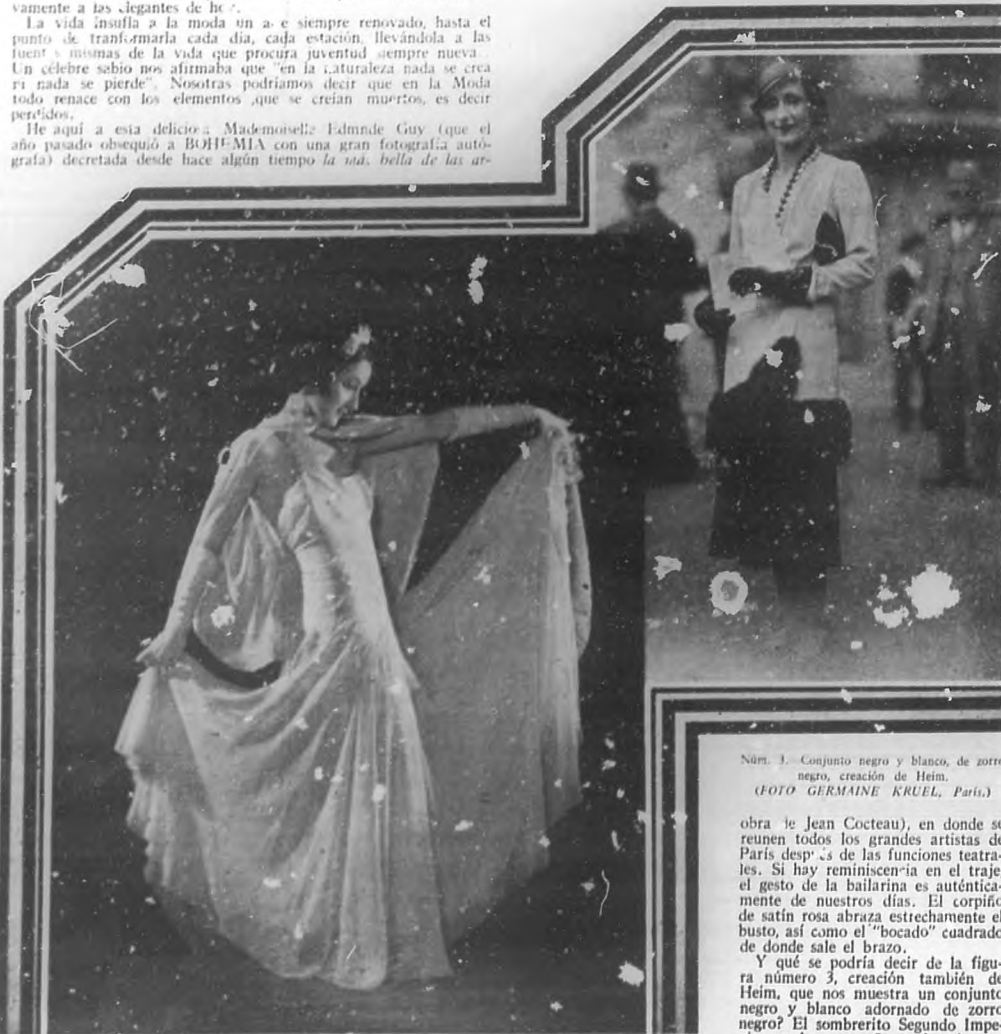 vamente a las elegantes de
La vida insufla a la moda un siempre renovado, hasta el
punto de tranformarla cada día, cada estación, llevándola a las
mismas de la vida que procura juventud siempre nueva.
Un célebre sabio nos afirmaba que "en la naturaleza nada se crea
ni nada se pierde". Nosotras podríamos decir que en la Moda
todo renace con los elementos ,que se creían muertos, es decir
perdidos.
He aquí a esta Mademoiselle Edmnde Guy (que el
año pasado obsequió a BOHEMIA con una gran fotografía autó-
grafa) decretada desde hace algún tiempo la bella de las ar-
Núm. 3. Conjunto negro y blanco, de zorro
negro, creación de Heim.
(FOTO GERMAINE KRUEL, París.)
obra de Jean Cocteau), en donde se
reunen todos los grandes artistas de
París después de las funciones teatra-
les. Si hay reminiscencia en el traje,
el gesto de la bailarina es auténtica-
mente de nuestros días. El corpiño
de satín rosa abraza estrechamente el
busto, así como el "bocado" cuadrado
de donde sale el brazo.
Y qué se podría decir de la figu-
ra número 3, creación también de
Heim, que nos muestra un conjunto
negro y blanco adornado de zorro
negro? El sombrerito Segundo Impe-